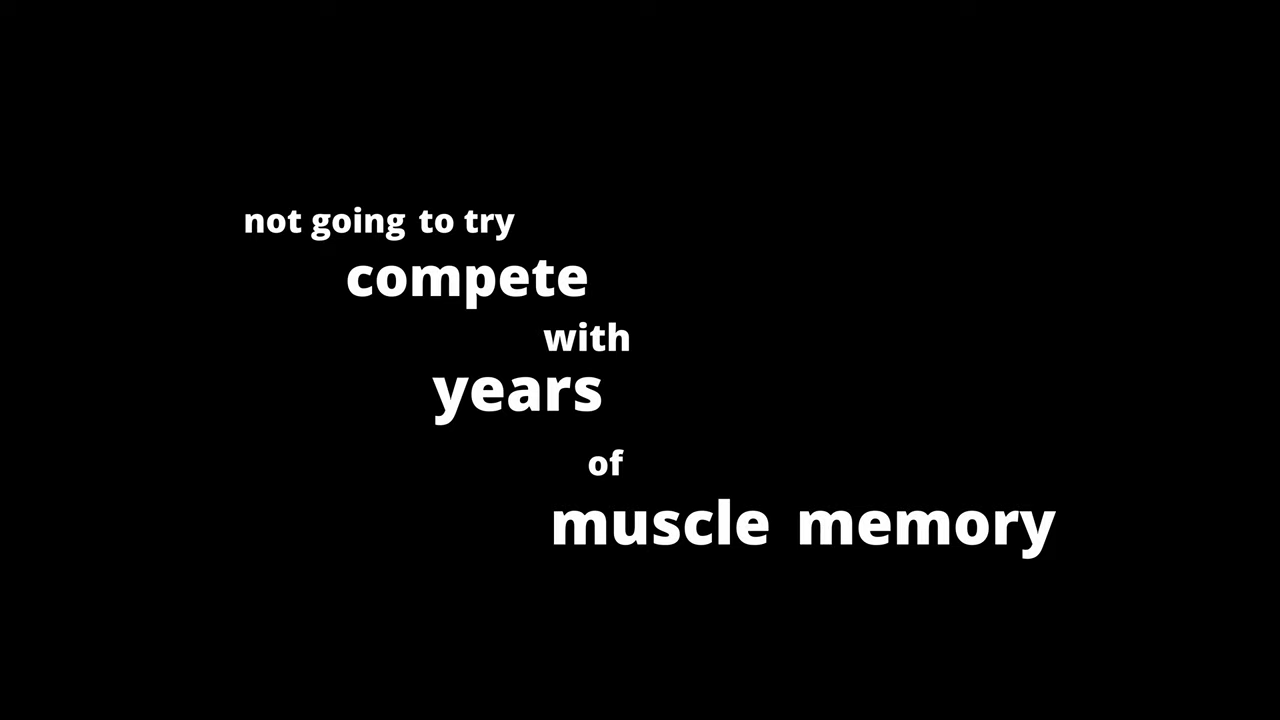 not going to try
compete
with
years
of
muscle memory